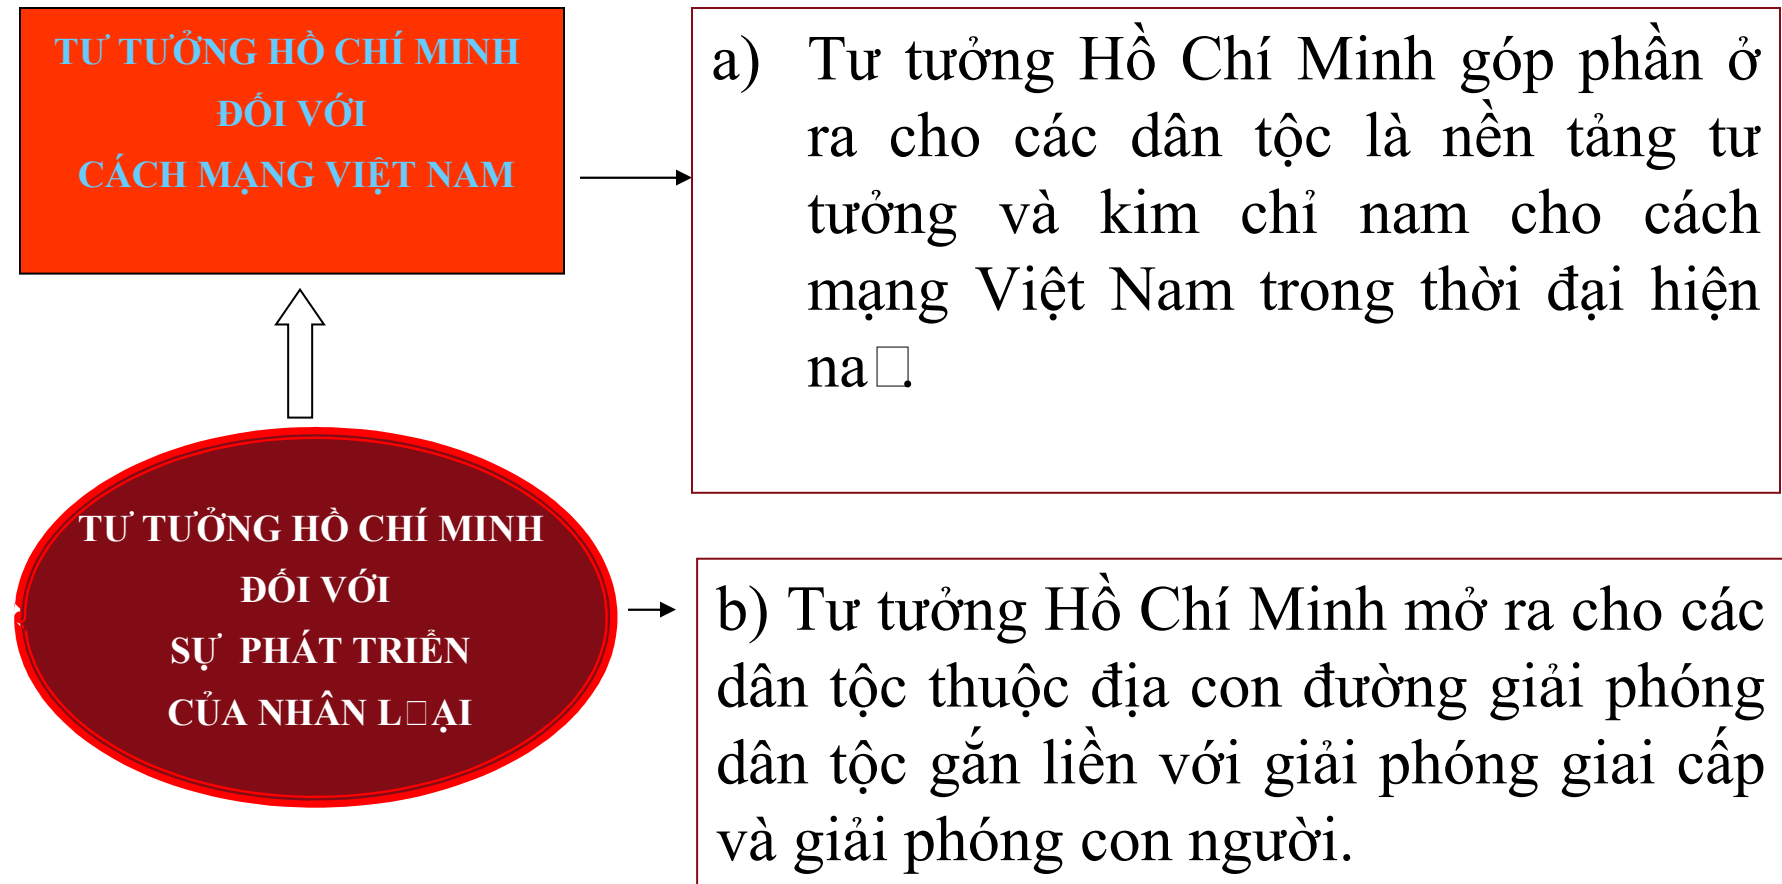 TƯ TƯỞNG HỒ CHÍ MINH
ĐỐI VỚI
CÁCH MẠNG VIỆT NAM
a) Tư tưởng Hồ Chí Minh góp phần ở
ra cho các dân tộc là nền tảng tư
tưởng và kim chỉ nam cho cách
mạng Việt Nam trong thời đại hiện
na□.
TƯ TƯỞNG HỒ CHÍ MINH
ĐỐI VỚI
SỰ PHÁT TRIỂN
CỦA NHÂN L□ẠI
b) Tư tưởng Hồ Chí Minh mở ra cho các
dân tộc thuộc địa con đường giải phóng
dân tộc gắn liền với giải phóng giai cấp
và giải phóng con người.